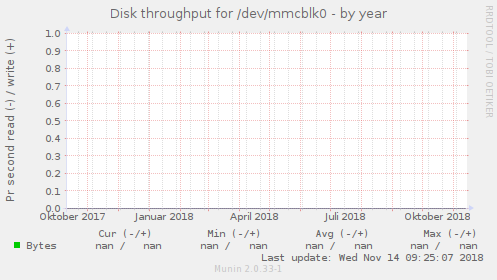 Disk throughput for /dev/mmcblk0 - by year
RRDTOOL / TOBI OETIKER
Pr second read (-) / write (+)
1.0
0.9
0.8
0.7
0.6
0.5
0.4
0.3
0.2
0.1
0.0
Oktober 2017 Januar 2018 April 2018 Juli 2018 Oktober 2018
Cur (-/+) Min (-/+) Avg (-/+) Max (-/+)
Bytes nan / nan nan / nan nan / nan nan / nan
Last update: Wed Nov 14 09:25:07 2018
Munin 2.0.33-1